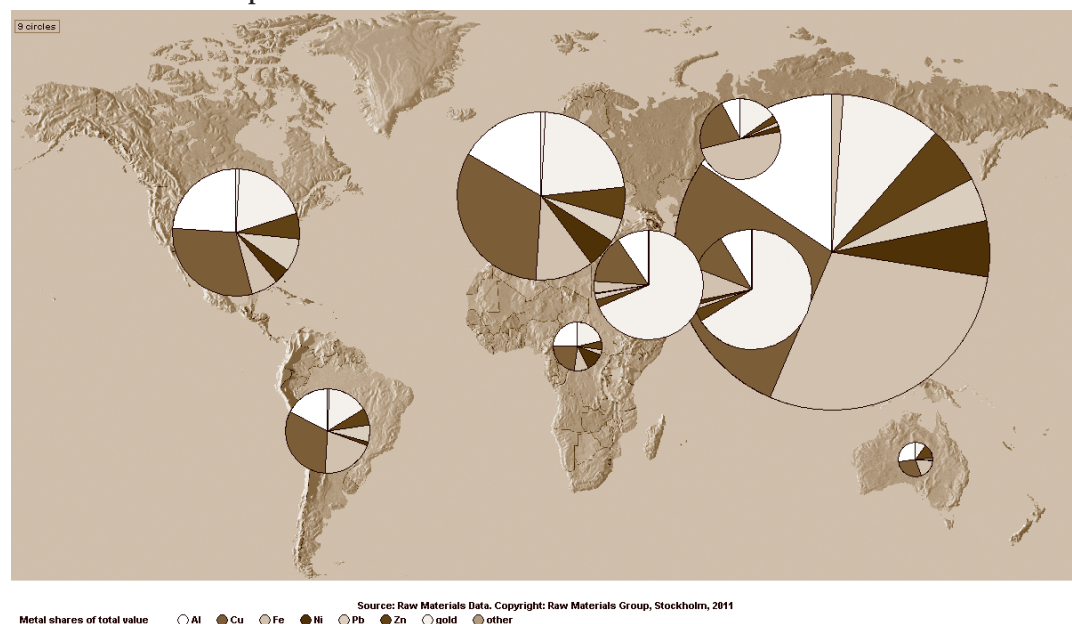 9 circles
Source: Raw Materials Data. Copyright: Raw Materials Group, Stockholm, 2011
Metal shares of total value Al Cu Fe Ni Pb Zn gold other